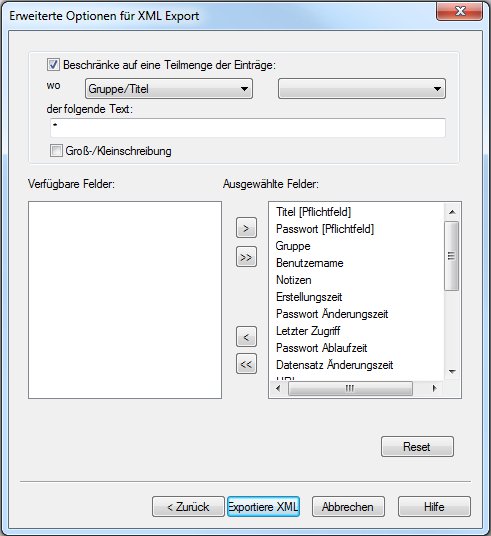 Erweiterte Optionen für XML Export
Beschränke auf eine Teilmenge der Einträge:
wo Gruppe/Titel
der folgende Text:
*
Groß-/Kleinschreibung
Verfügbare Felder: Ausgewählte Felder:
Titel [Pflichtfeld]
> Passwort [Pflichtfeld]
Gruppe
>> Benutzername
Notizen
Erstellungszeit
Passwort Änderungszeit
< Letzter Zugriff
Passwort Ablaufzeit
<< Datensatz Änderungszeit
Reset
< Zurück Exportiere XML Abbrechen Hilfe